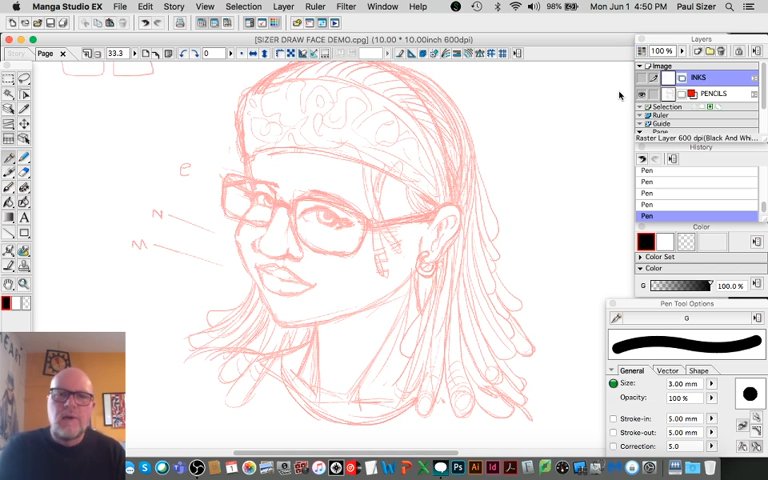 Manga Studio EX File Edit Story View Selection Layer Ruler Filter Window Help 98% Mon Jun 1 4:50 PM Paul Sizer
[SIZER DRAW FACE DEMO.cpg] (10.00 * 10.00inch 600dpi)
Story Page 33.3 0
e
N
M
Layers
100 %
Image
INKS
PENCILS
Selection
Ruler
Guide
Raster Layer 600 dpi(Black And Whi...
History
Pen
Pen
Pen
Pen
Pen
Color
Color Set
Color
G 100.0 %
Pen Tool Options
G
General Vector Shape
Size: 3.00 mm
Opacity: 100 %
Stroke-in: 5.00 mm
Stroke-out: 5.00 mm
Correction: 5.0